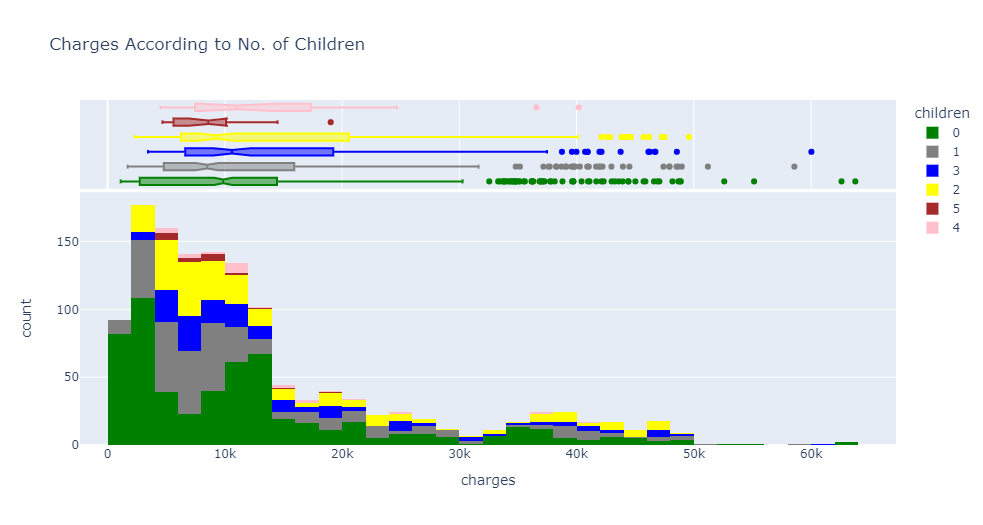 Charges According to No. of Children
children
0
1
3
2
5
4
150
100
50
0
count
0 10k 20k 30k 40k 50k 60k
charges